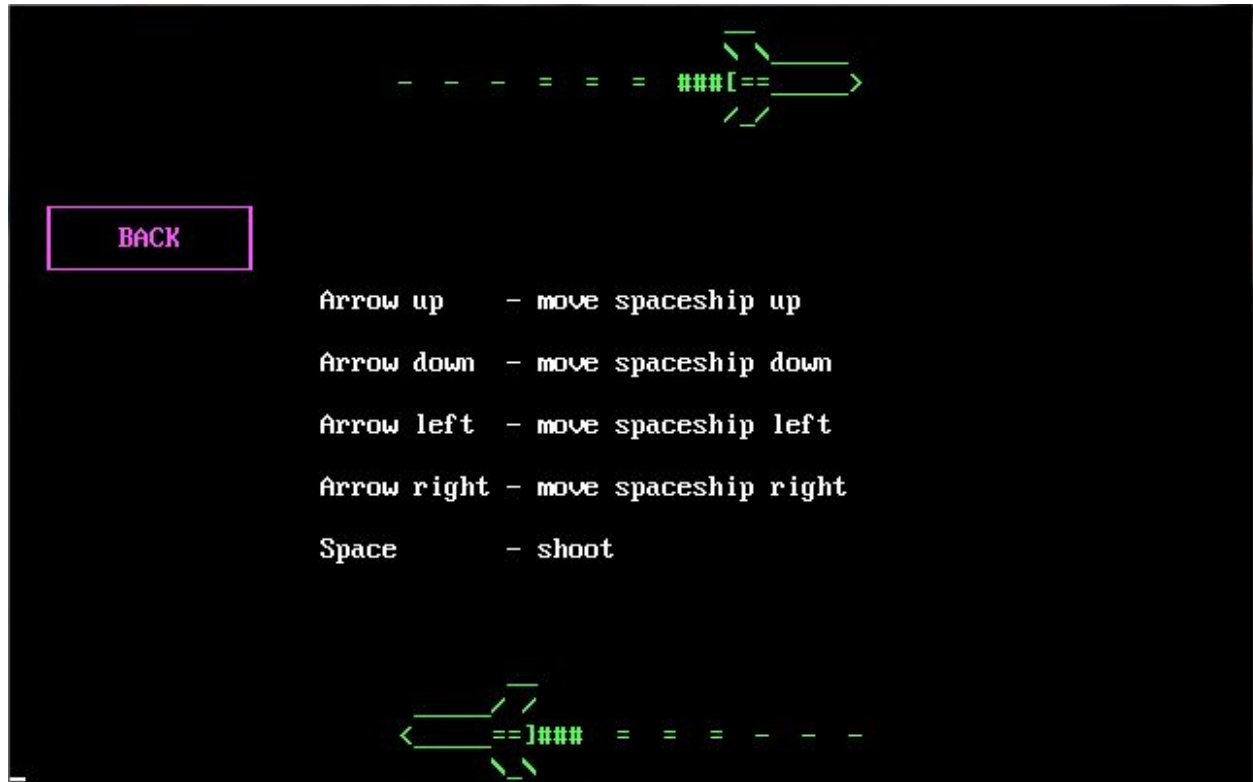 BACK
Arrow up    - move spaceship up
Arrow down  - move spaceship down
Arrow left  - move spaceship left
Arrow right - move spaceship right
Space       - shoot